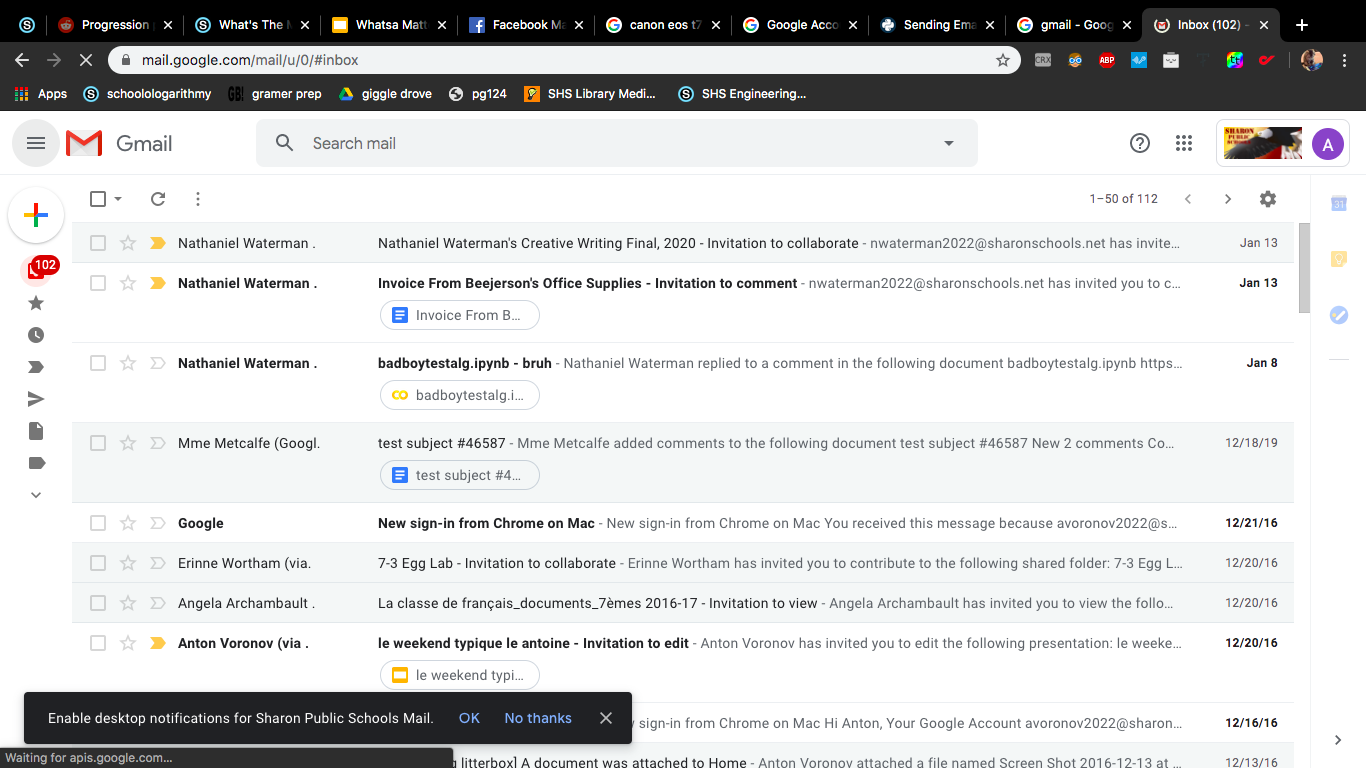 Progression
What's The M
Whatsa Matt
Facebook Ma
canon eos t7
Google Acco
Sending Ema
gmail - Goog
Inbox (102) -
mail.google.com/mail/u/0/#inbox
CRX
ABP
Apps
schoolologarithmy
GB!
gramer prep
giggle drove
pg124
SHS Library Medi...
SHS Engineering...
Gmail
Search mail
SHARON PUBLIC SCHOOLS
A
1–50 of 112
31
102
Nathaniel Waterman .
Nathaniel Waterman's Creative Writing Final, 2020 - Invitation to collaborate - nwaterman2022@sharonschools.net has invite...
Jan 13
Nathaniel Waterman .
Invoice From Beejerson's Office Supplies - Invitation to comment - nwaterman2022@sharonschools.net has invited you to c...
Jan 13
Invoice From B...
Nathaniel Waterman .
badboytestalg.ipynb - bruh - Nathaniel Waterman replied to a comment in the following document badboytestalg.ipynb https...
Jan 8
badboytestalg.i...
Mme Metcalfe (Googl.
test subject #46587 - Mme Metcalfe added comments to the following document test subject #46587 New 2 comments Co...
12/18/19
test subject #4...
Google
New sign-in from Chrome on Mac - New sign-in from Chrome on Mac You received this message because avoronov2022@s...
12/21/16
Erinne Wortham (via.
7-3 Egg Lab - Invitation to collaborate - Erinne Wortham has invited you to contribute to the following shared folder: 7-3 Egg L...
12/20/16
Angela Archambault .
La classe de français_documents_7èmes 2016-17 - Invitation to view - Angela Archambault has invited you to view the follo...
12/20/16
Anton Voronov (via .
le weekend typique le antoine - Invitation to edit - Anton Voronov has invited you to edit the following presentation: le weeke...
12/20/16
le weekend typi...
Enable desktop notifications for Sharon Public Schools Mail.
OK
No thanks
sign-in from Chrome on Mac Hi Anton, Your Google Account avoronov2022@sharon...
12/16/16
Waiting for apis.google.com...
g litterbox] A document was attached to Home - Anton Voronov attached a file named Screen Shot 2016-12-13 at ...
12/13/16